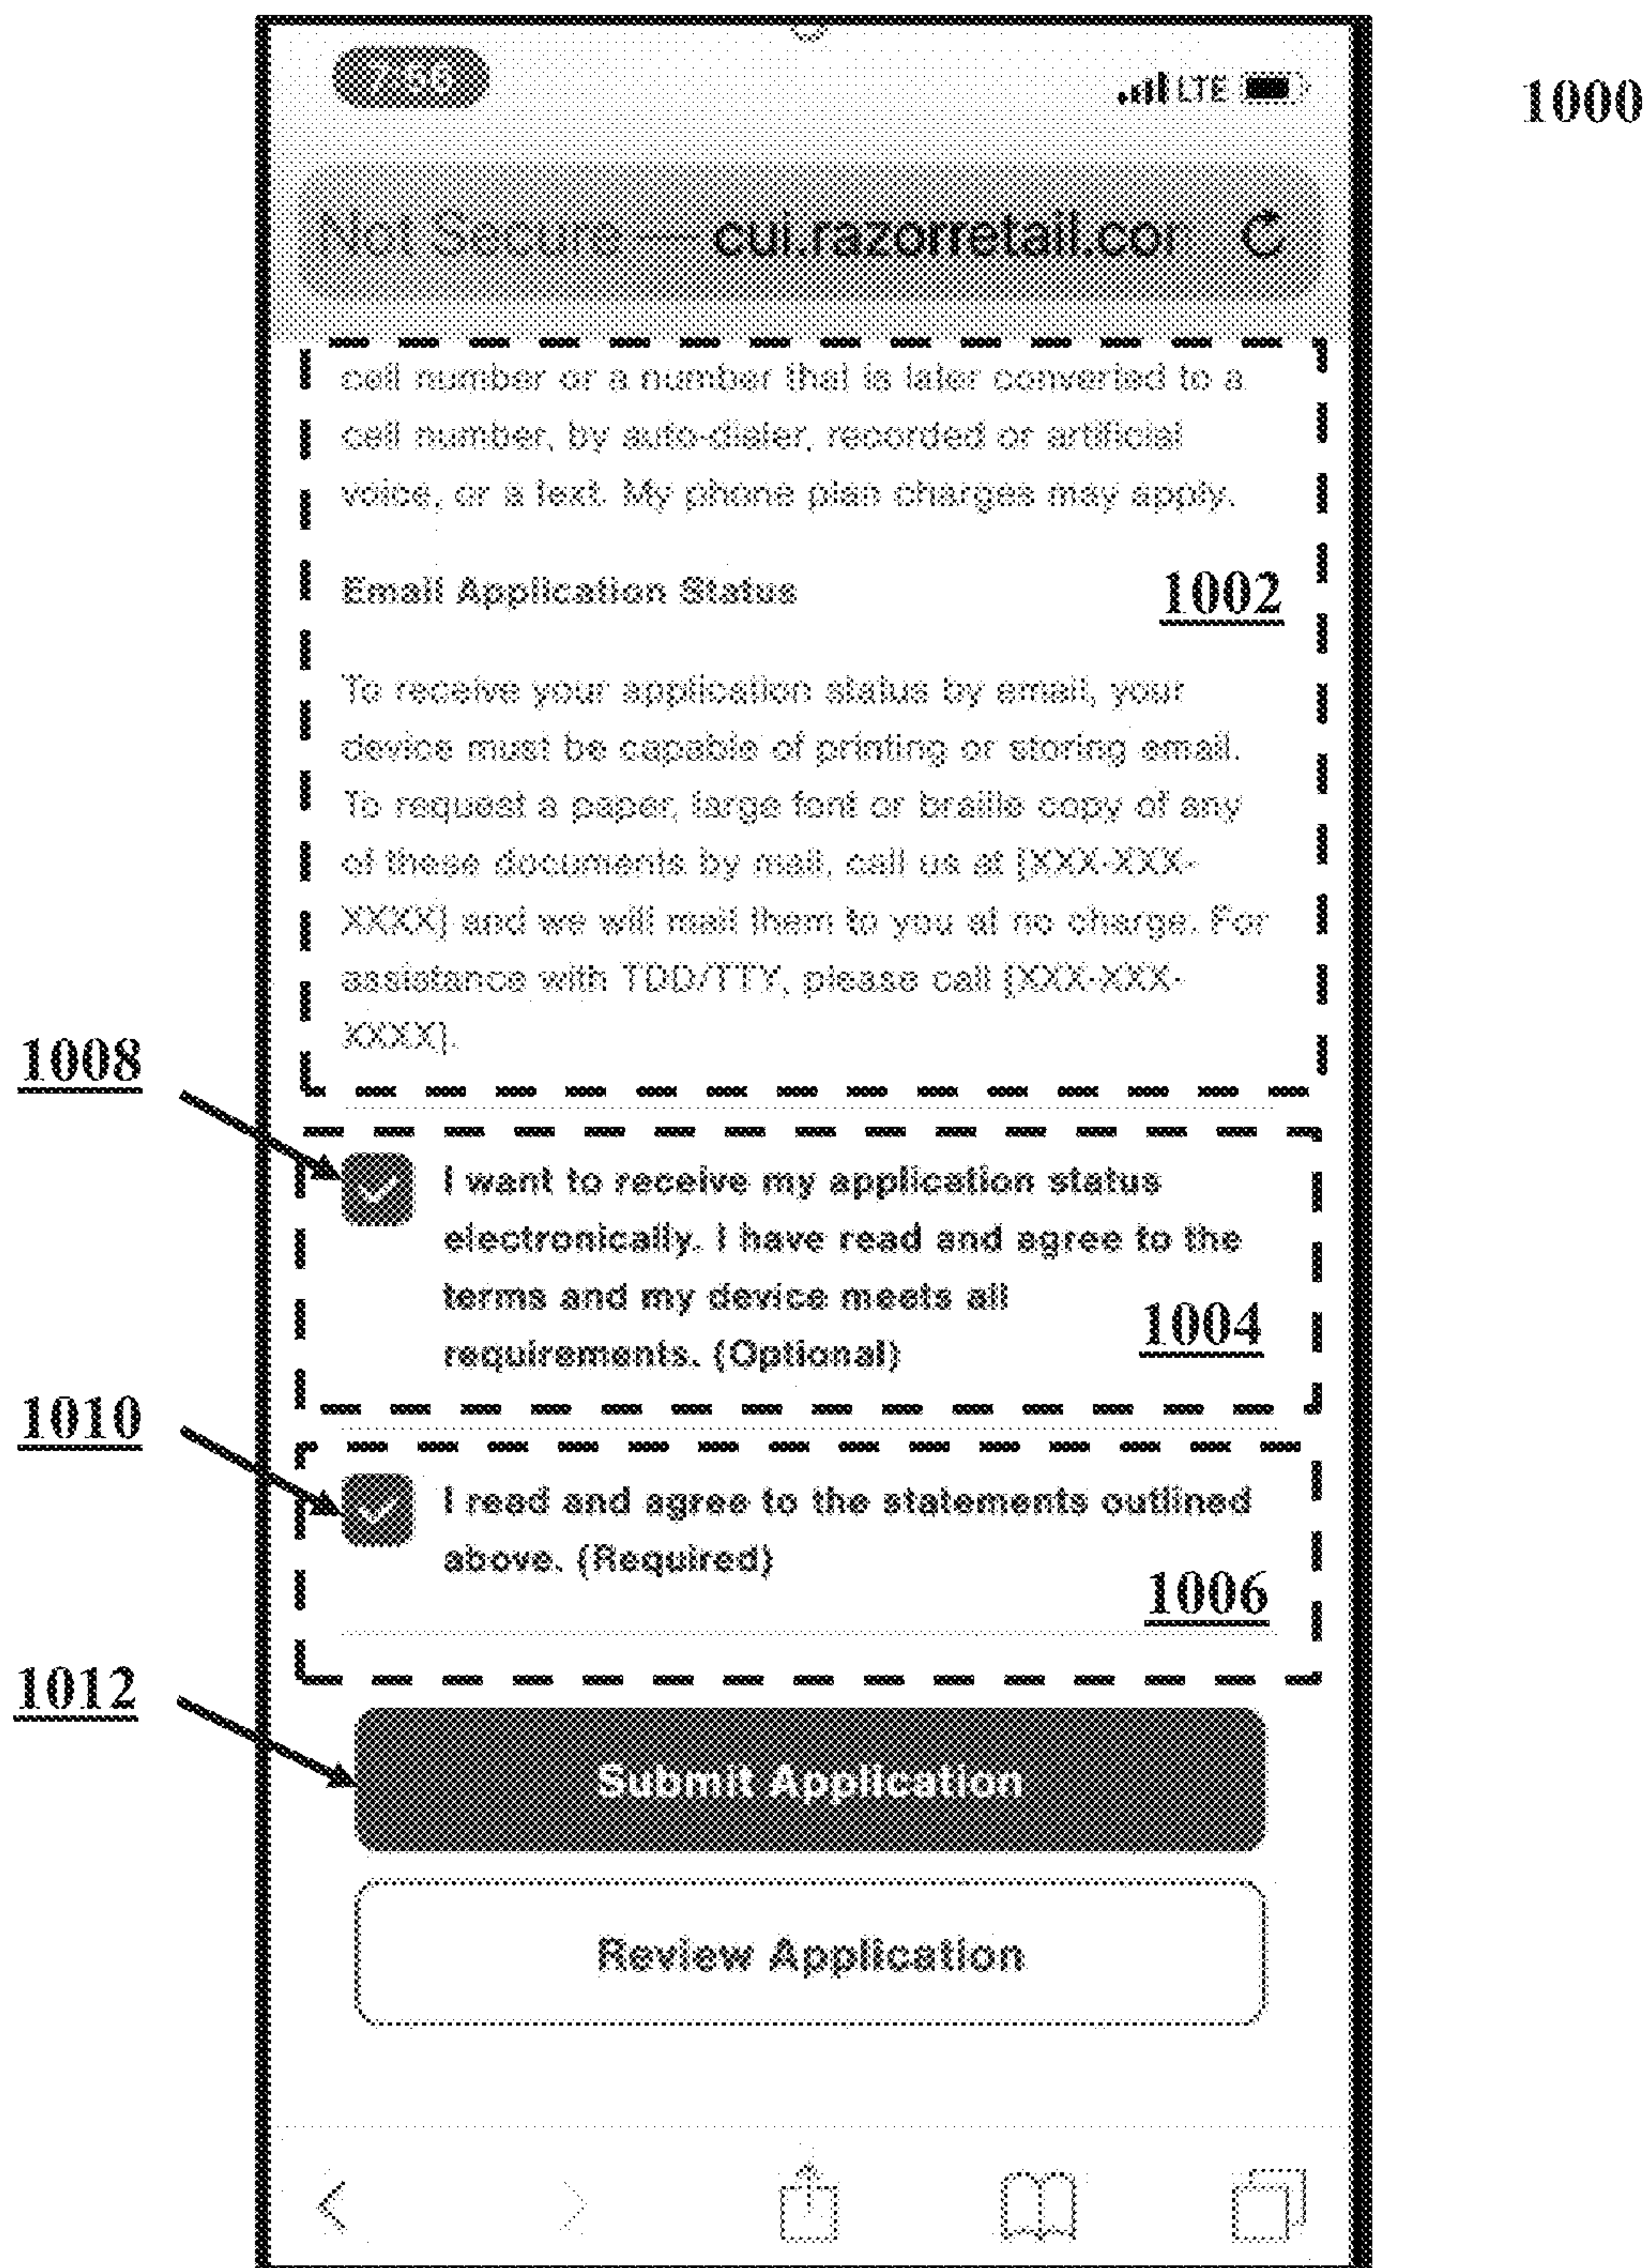 1000
LTE
Not Secure — cui.razorretail.cor
cell number or a number that is later converted to a
cell number, by auto-dialer, recorded or artificial
voice, or a text. My phone plan charges may apply.
Email Application Status
1002
To receive your application status by email, your
device must be capable of printing or storing email.
To request a paper, large font or braille copy of any
of these documents by mail, call us at [XXX-XXX-
XXXX] and we will mail them to you at no charge. For
assistance with TDD/TTY, please call [XXX-XXX-
XXXX].
1008
I want to receive my application status
electronically. I have read and agree to the
terms and my device meets all
requirements. (Optional)
1004
1010
I read and agree to the statements outlined
above. (Required)
1006
1012
Submit Application
Review Application